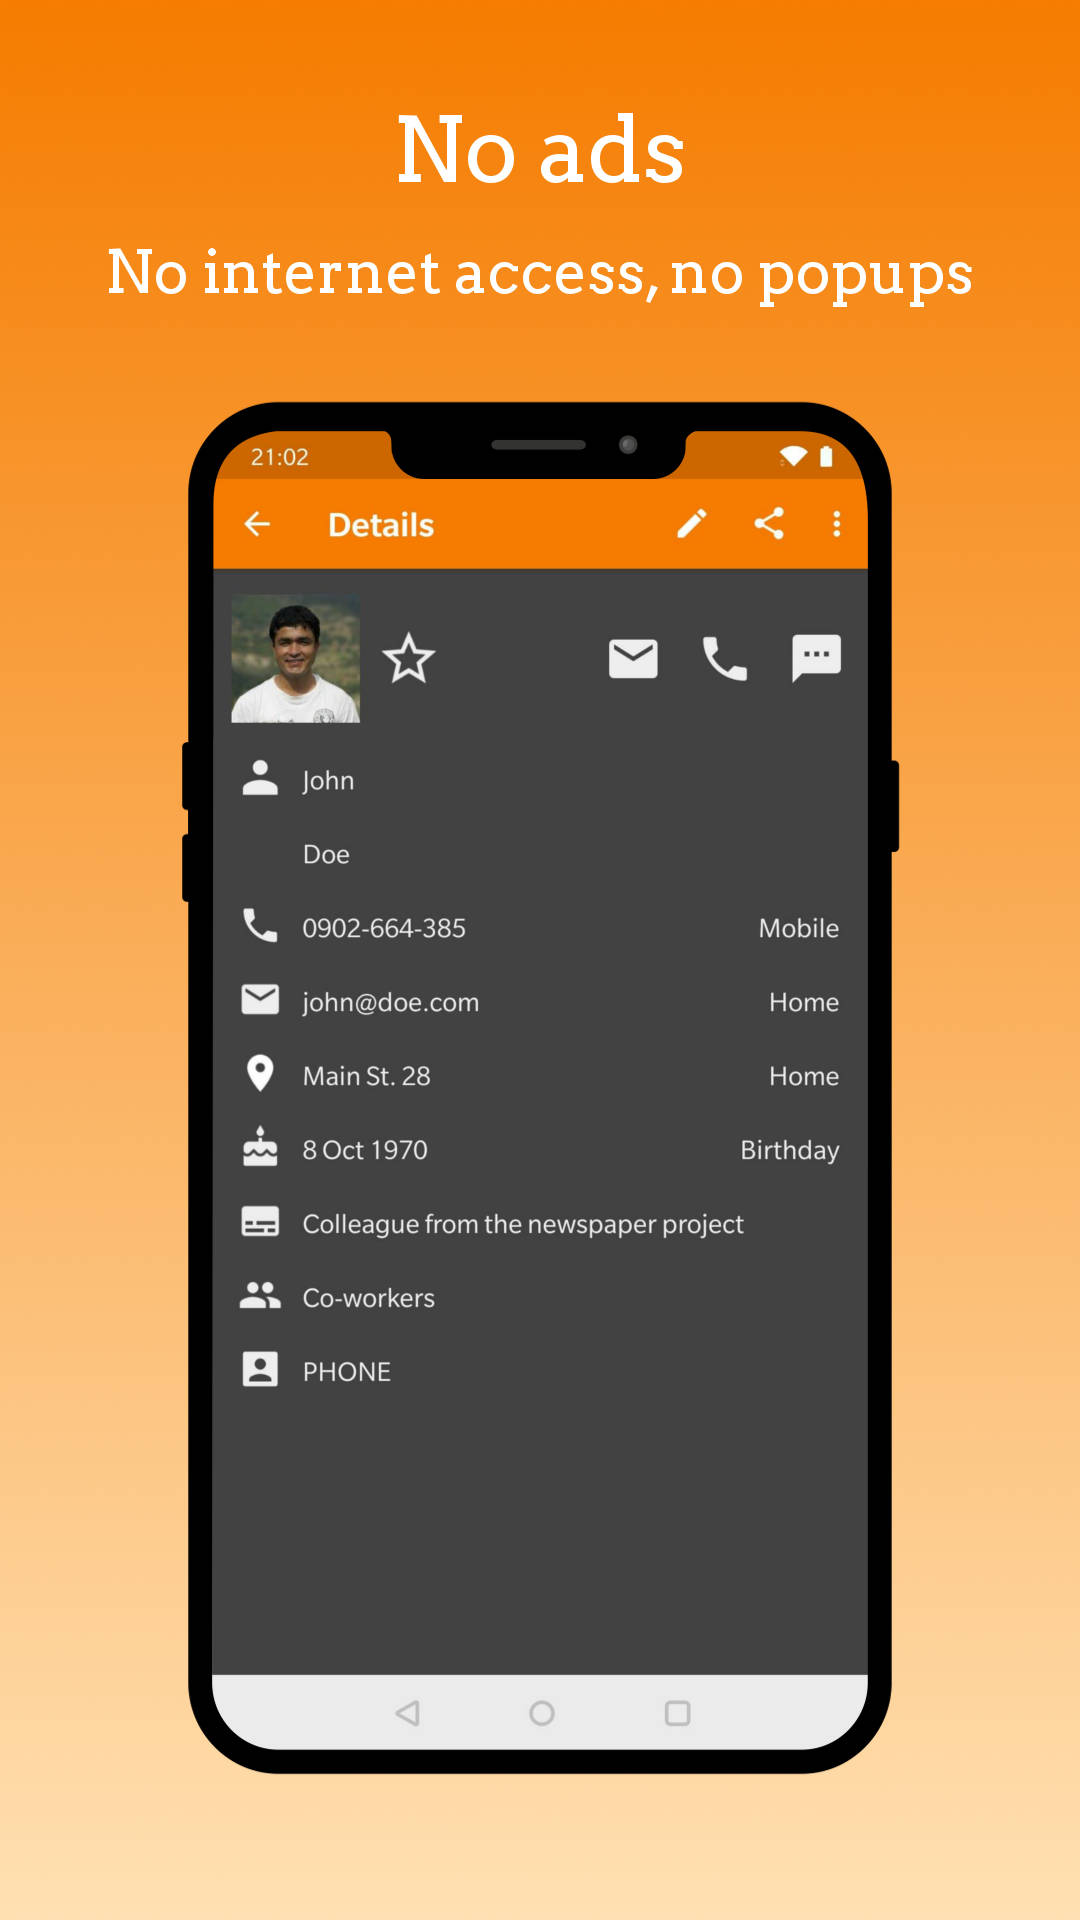 No ads
No internet access, no popups
21:02
Details
John
Doe
0902-664-385 Mobile
john@doe.com Home
Main St. 28 Home
8 Oct 1970 Birthday
Colleague from the newspaper project
Co-workers
PHONE